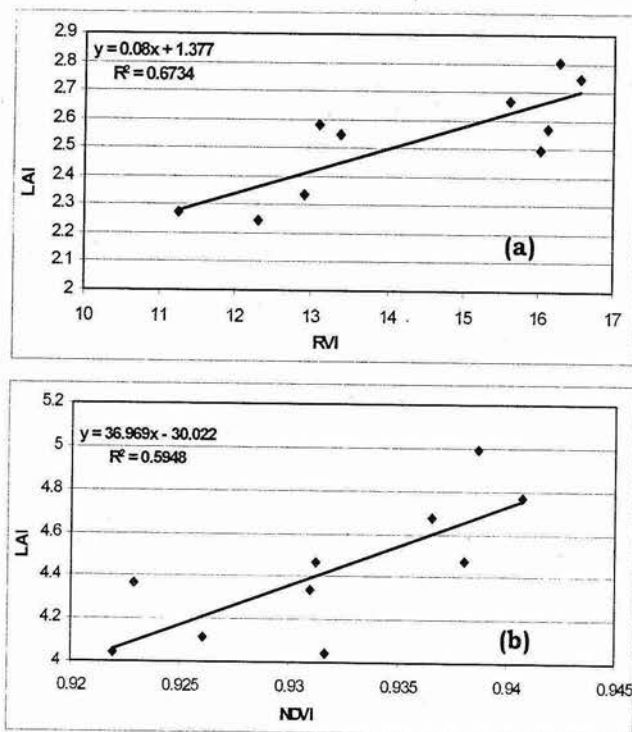 2.9
y = 0.08x + 1.377
2.8
R² = 0.6734
2.7
2.6
LAI
2.5
2.4
2.3
2.2
(a)
2.1
2
10 11 12 13 14 15 16 17
RVI
5.2
y = 36.969x - 30.022
5
R² = 0.5948
4.8
4.6
LAI
4.4
4.2
(b)
4
0.92 0.925 0.93 0.935 0.94 0.945
NDVI